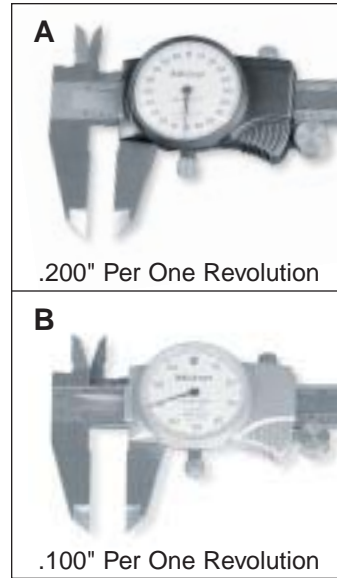 A
.200" Per One Revolution
B
.100" Per One Revolution